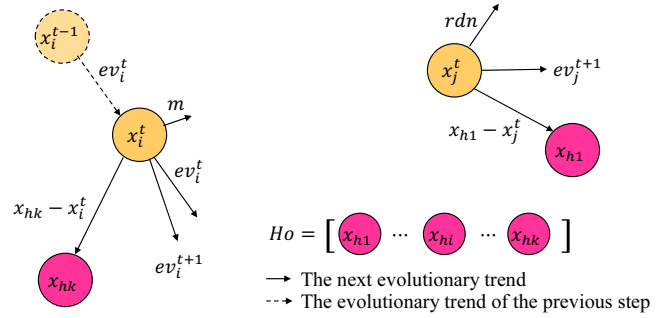 x_i^{t-1}
ev_i^t
m
x_i^t
ev_i^t
x_{hk} − x_i^t
ev_i^{t+1}
x_{hk}
rdn
x_j^t
ev_j^{t+1}
x_{h1} − x_j^t
x_{h1}
Ho = [ x_{h1} ⋯ x_{hi} ⋯ x_{hk} ]
The next evolutionary trend
The evolutionary trend of the previous step